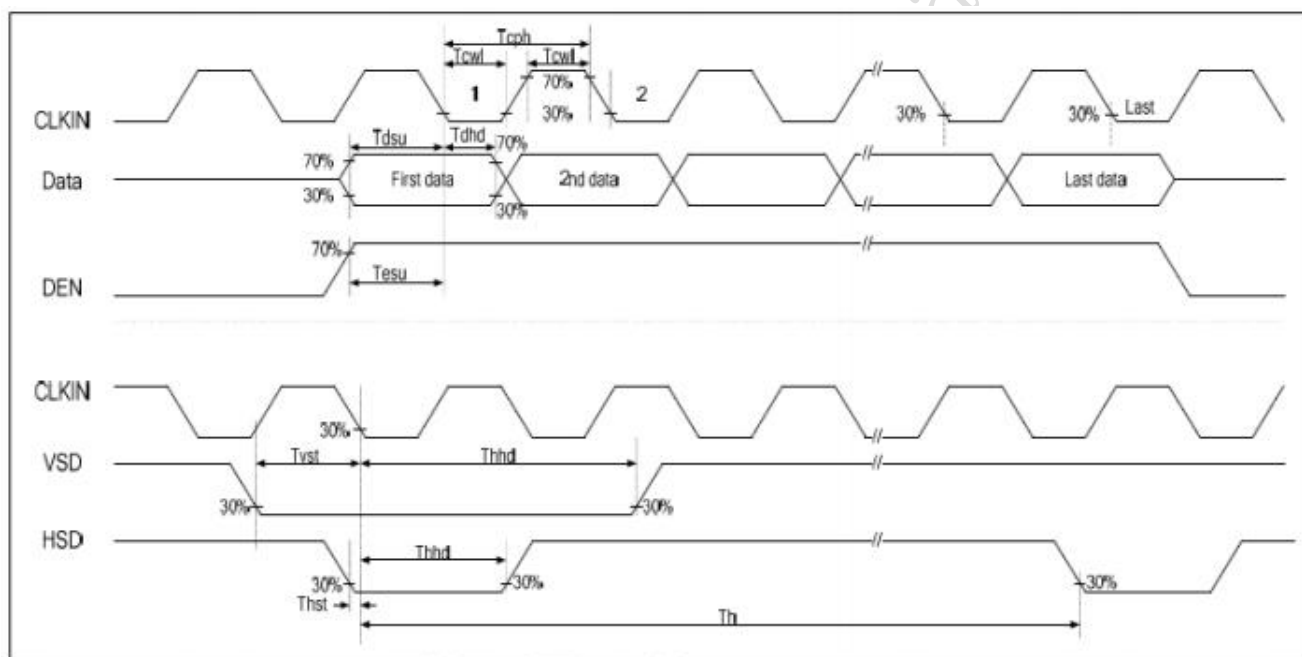 Tcph
Tcwl Tcwll
70%
CLKIN 1 30% 2 30% 30% Last
Tdsu Tdhd
70% 70%
Data First data 2nd data Last data
30% 30%
70%
DEN Tesu
CLKIN
30%
VSD Tvst Thhd
30% 30%
HSD Thhd
30% 30% 30%
Thst
Th